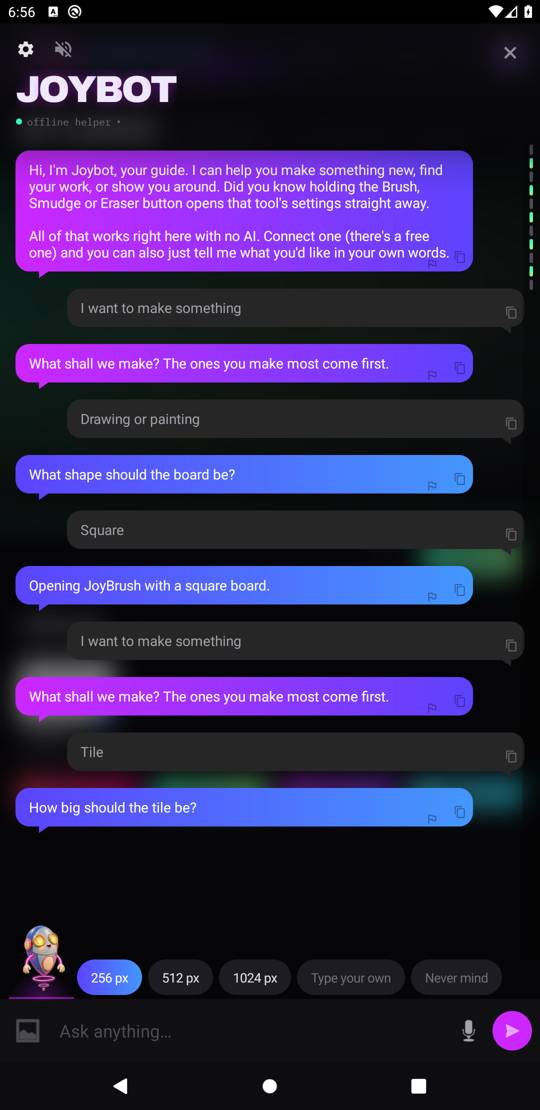 6:56
JOYBOT
offline helper •
Hi, I'm Joybot, your guide. I can help you make something new, find
your work, or show you around. Did you know holding the Brush,
Smudge or Eraser button opens that tool's settings straight away.
All of that works right here with no AI. Connect one (there's a free
one) and you can also just tell me what you'd like in your own words.
I want to make something
What shall we make? The ones you make most come first.
Drawing or painting
What shape should the board be?
Square
Opening JoyBrush with a square board.
I want to make something
What shall we make? The ones you make most come first.
Tile
How big should the tile be?
256 px
512 px
1024 px
Type your own
Never mind
Ask anything...